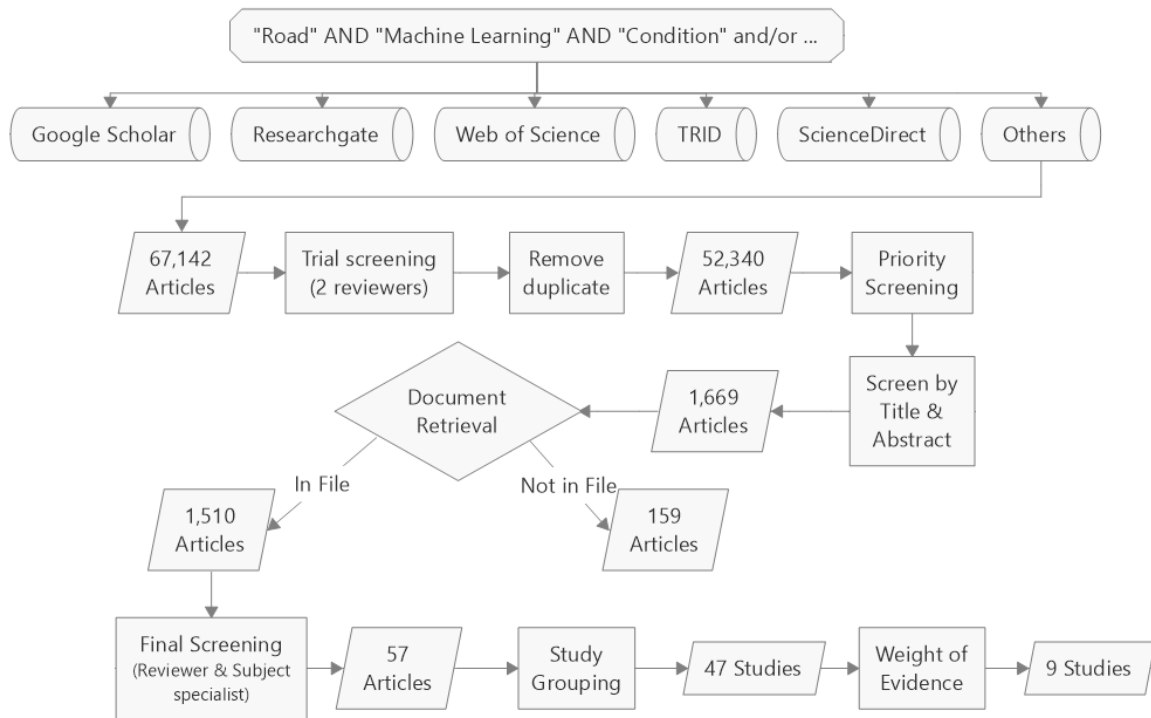 "Road" AND "Machine Learning" AND "Condition" and/or ...
Google Scholar
Researchgate
Web of Science
TRID
ScienceDirect
Others
67,142
Articles
Trial screening
(2 reviewers)
Remove
duplicate
52,340
Articles
Priority
Screening
Screen by
Title &
Abstract
1,669
Articles
Document
Retrieval
In File
Not in File
1,510
Articles
159
Articles
Final Screening
(Reviewer & Subject
specialist)
57
Articles
Study
Grouping
47 Studies
Weight of
Evidence
9 Studies